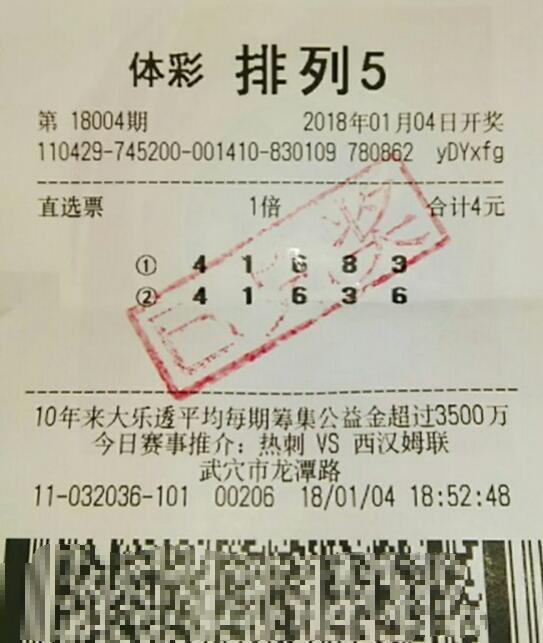 体彩 排列5
第 18004期 2018年01月04日开奖
110429-745200-001410-830109 780862 yDYxfg
直选票 1倍 合计4元
① 4 1 6 8 3
② 4 1 6 3 6
已兑奖
10年来大乐透平均每期筹集公益金超过3500万
今日赛事推介：热刺 VS 西汉姆联
武穴市龙潭路
11-032036-101 00206 18/01/04 18:52:48